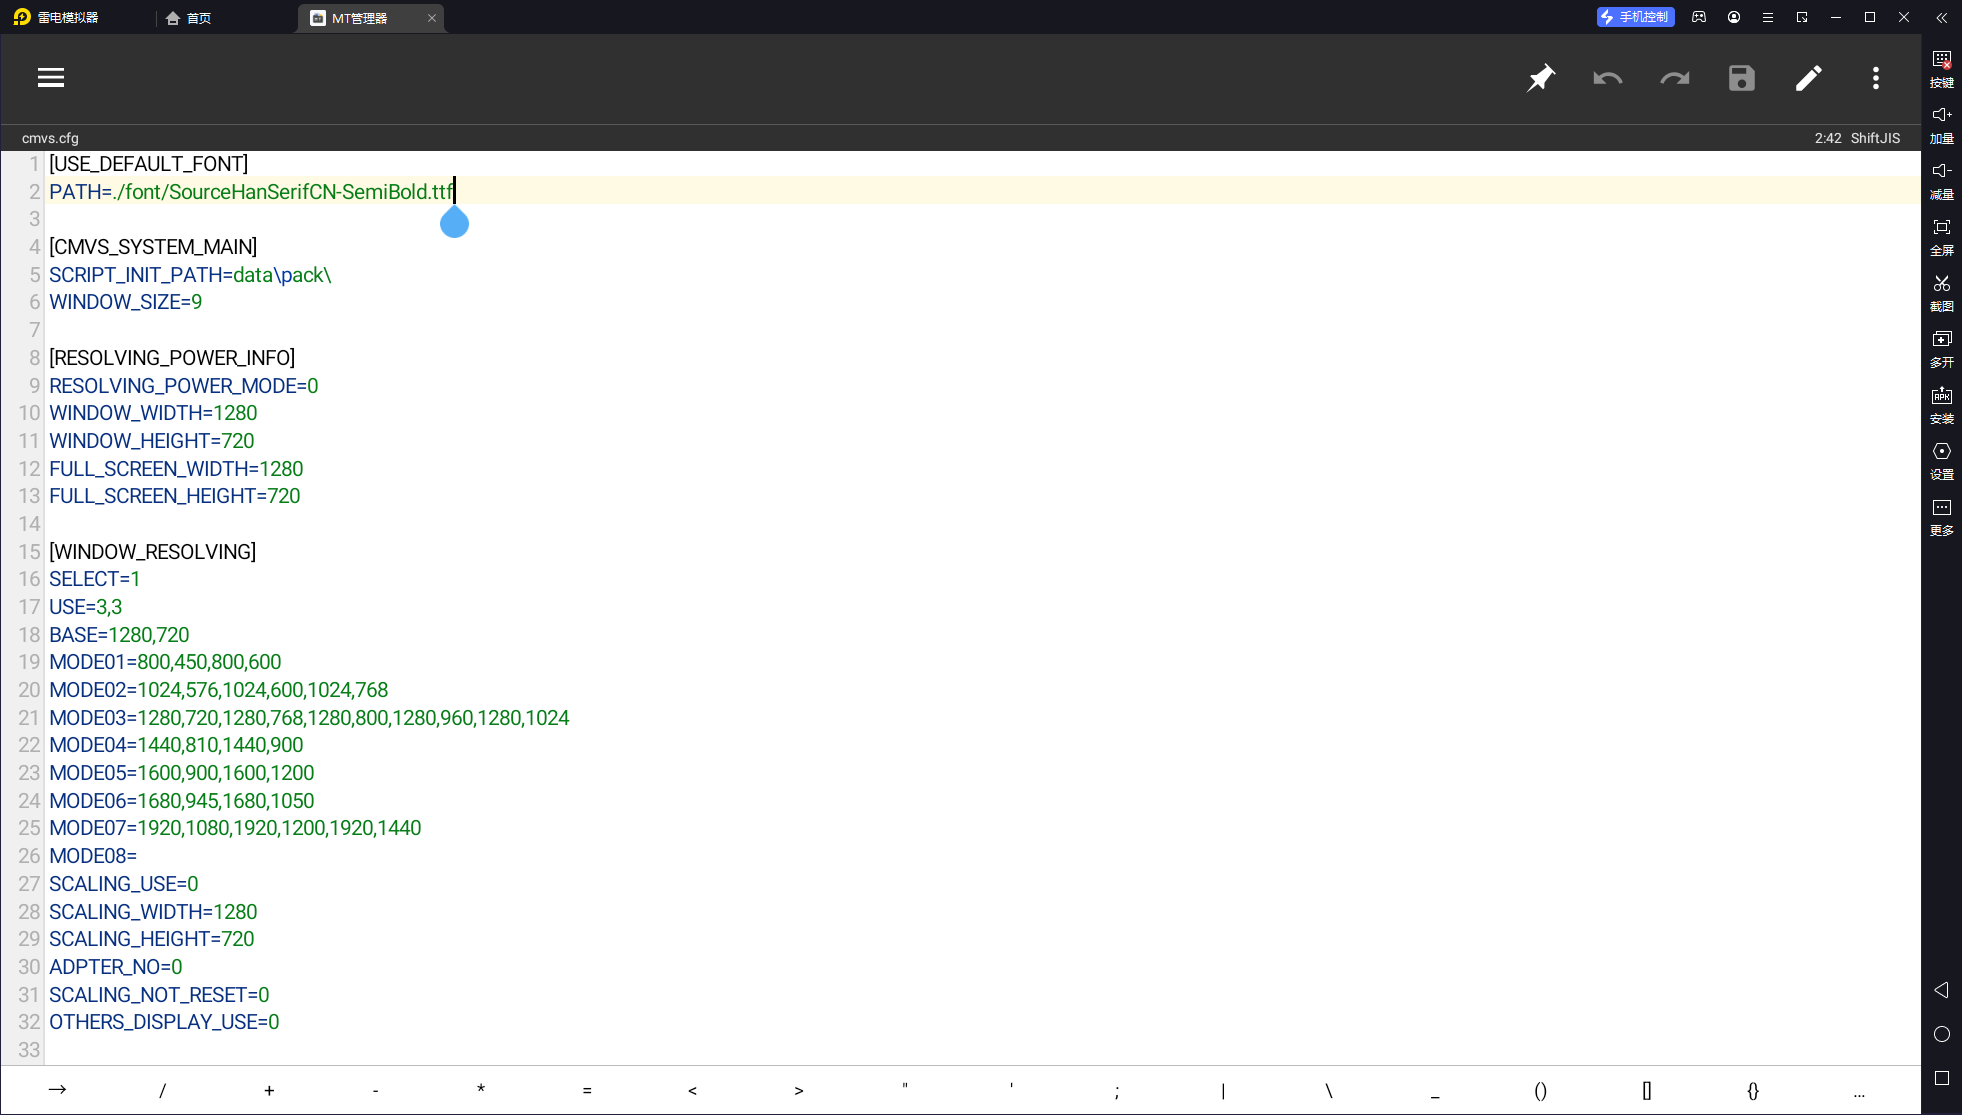 雷电模拟器
首页
MT管理器
手机控制
cmvs.cfg
2:42 ShiftJIS
1 [USE_DEFAULT_FONT]
2 PATH=./font/SourceHanSerifCN-SemiBold.ttf
3
4 [CMVS_SYSTEM_MAIN]
5 SCRIPT_INIT_PATH=data\pack\
6 WINDOW_SIZE=9
7
8 [RESOLVING_POWER_INFO]
9 RESOLVING_POWER_MODE=0
10 WINDOW_WIDTH=1280
11 WINDOW_HEIGHT=720
12 FULL_SCREEN_WIDTH=1280
13 FULL_SCREEN_HEIGHT=720
14
15 [WINDOW_RESOLVING]
16 SELECT=1
17 USE=3,3
18 BASE=1280,720
19 MODE01=800,450,800,600
20 MODE02=1024,576,1024,600,1024,768
21 MODE03=1280,720,1280,768,1280,800,1280,960,1280,1024
22 MODE04=1440,810,1440,900
23 MODE05=1600,900,1600,1200
24 MODE06=1680,945,1680,1050
25 MODE07=1920,1080,1920,1200,1920,1440
26 MODE08=
27 SCALING_USE=0
28 SCALING_WIDTH=1280
29 SCALING_HEIGHT=720
30 ADPTER_NO=0
31 SCALING_NOT_RESET=0
32 OTHERS_DISPLAY_USE=0
33
→ / + - * = < > " ' ; | \ _ () [] {} ...
按键
加量
减量
全屏
截图
多开
APK
安装
设置
更多